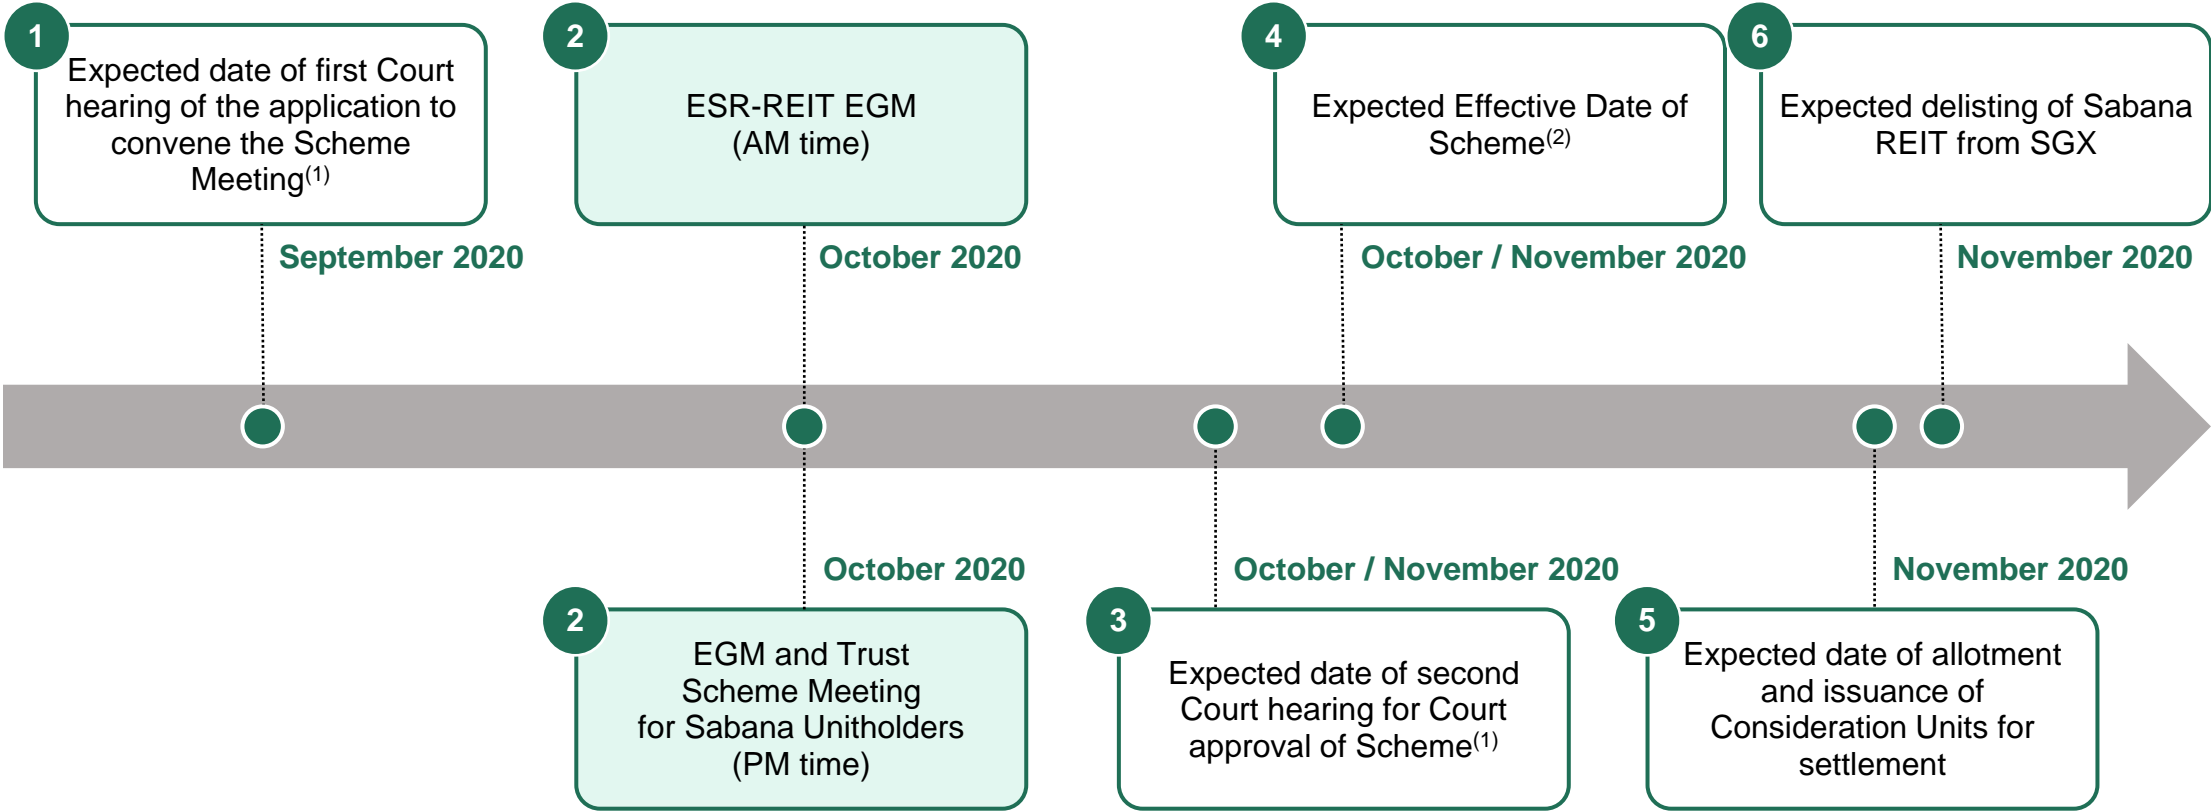 1
Expected date of first Court
hearing of the application to
convene the Scheme
Meeting(1)
September 2020
2
ESR-REIT EGM
(AM time)
October 2020
4
Expected Effective Date of
Scheme(2)
October / November 2020
6
Expected delisting of Sabana
REIT from SGX
November 2020
October 2020
2
EGM and Trust
Scheme Meeting
for Sabana Unitholders
(PM time)
October / November 2020
3
Expected date of second
Court hearing for Court
approval of Scheme(1)
November 2020
5
Expected date of allotment
and issuance of
Consideration Units for
settlement